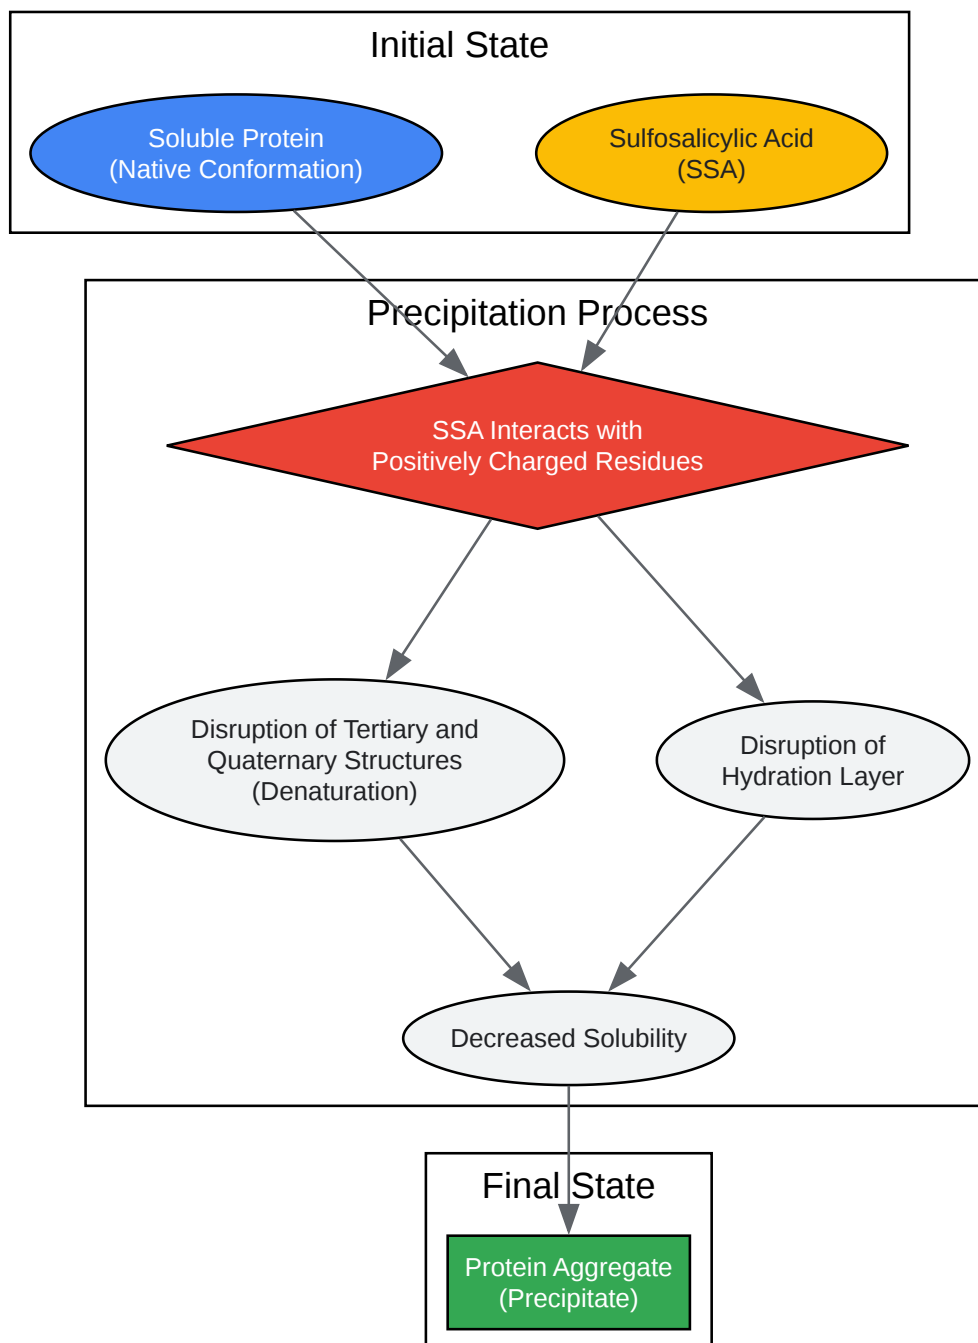 Initial State
Soluble Protein
(Native Conformation)
Sulfosalicylic Acid
(SSA)
Precipitation Process
SSA Interacts with
Positively Charged Residues
Disruption of Tertiary and
Quaternary Structures
(Denaturation)
Disruption of
Hydration Layer
Decreased Solubility
Final State
Protein Aggregate
(Precipitate)